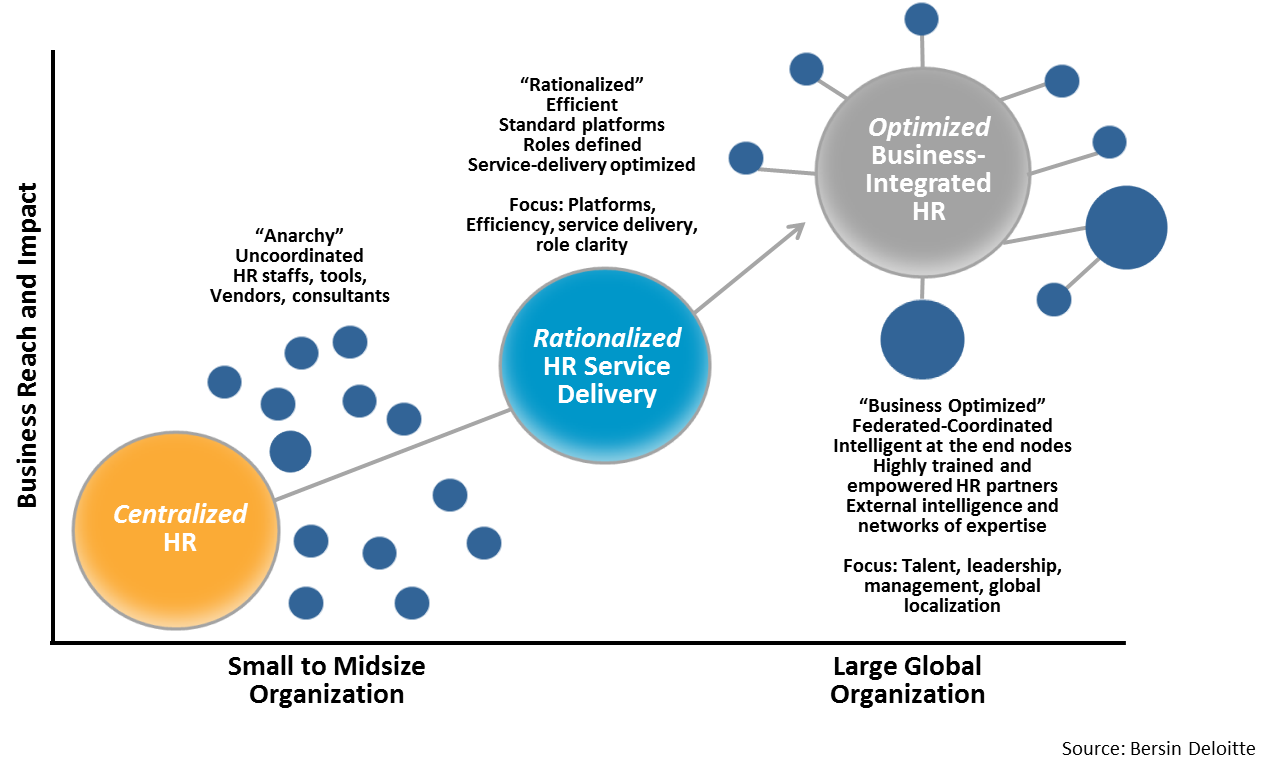 Business Reach and Impact
“Anarchy”
Uncoordinated
HR staffs, tools,
Vendors, consultants
Centralized
HR
“Rationalized”
Efficient
Standard platforms
Roles defined
Service-delivery optimized
Focus: Platforms,
Efficiency, service delivery,
role clarity
Rationalized
HR Service
Delivery
Optimized
Business-
Integrated
HR
“Business Optimized”
Federated-Coordinated
Intelligent at the end nodes
Highly trained and
empowered HR partners
External intelligence and
networks of expertise
Focus: Talent, leadership,
management, global
localization
Small to Midsize
Organization
Large Global
Organization
Source: Bersin Deloitte